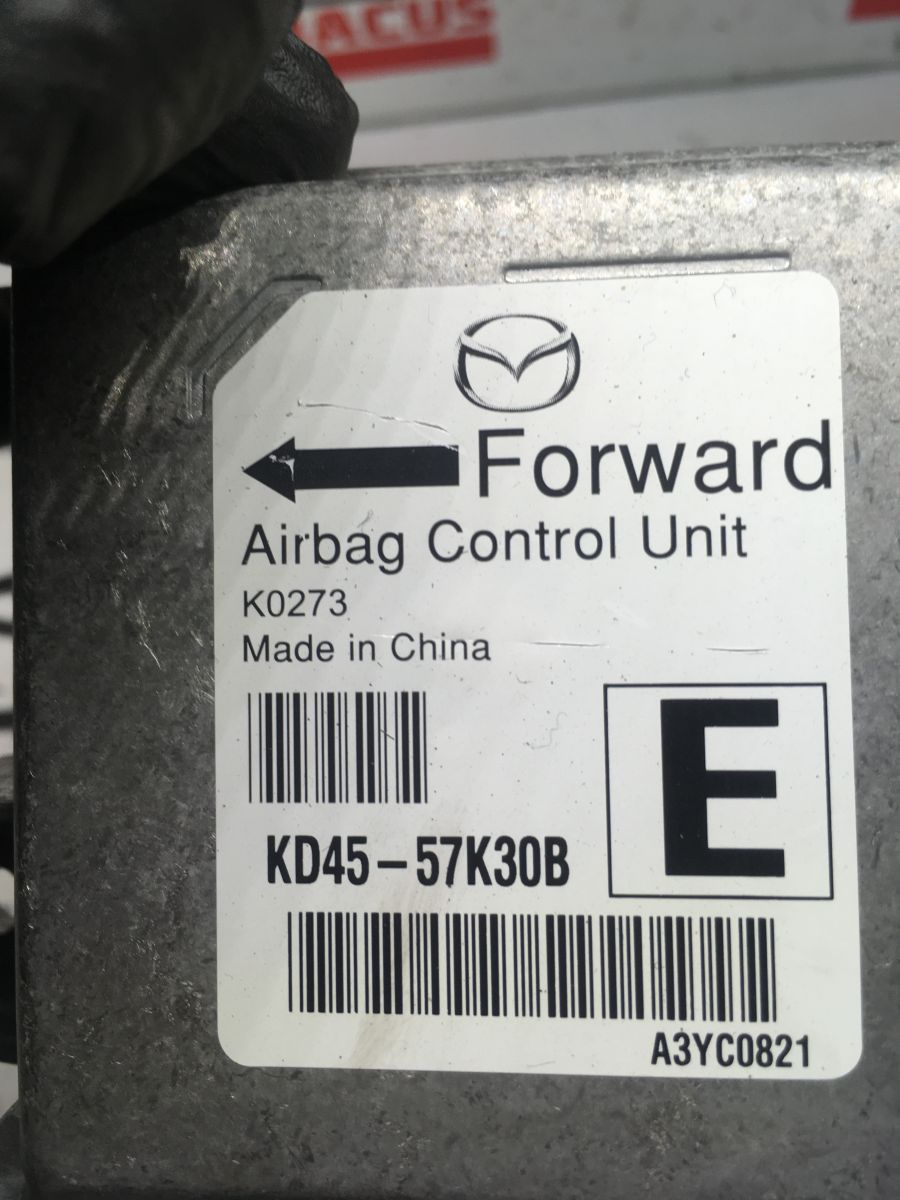 ACUS
Forward
Airbag Control Unit
K0273
Made in China
E
KD45-57K30B
A3YC0821